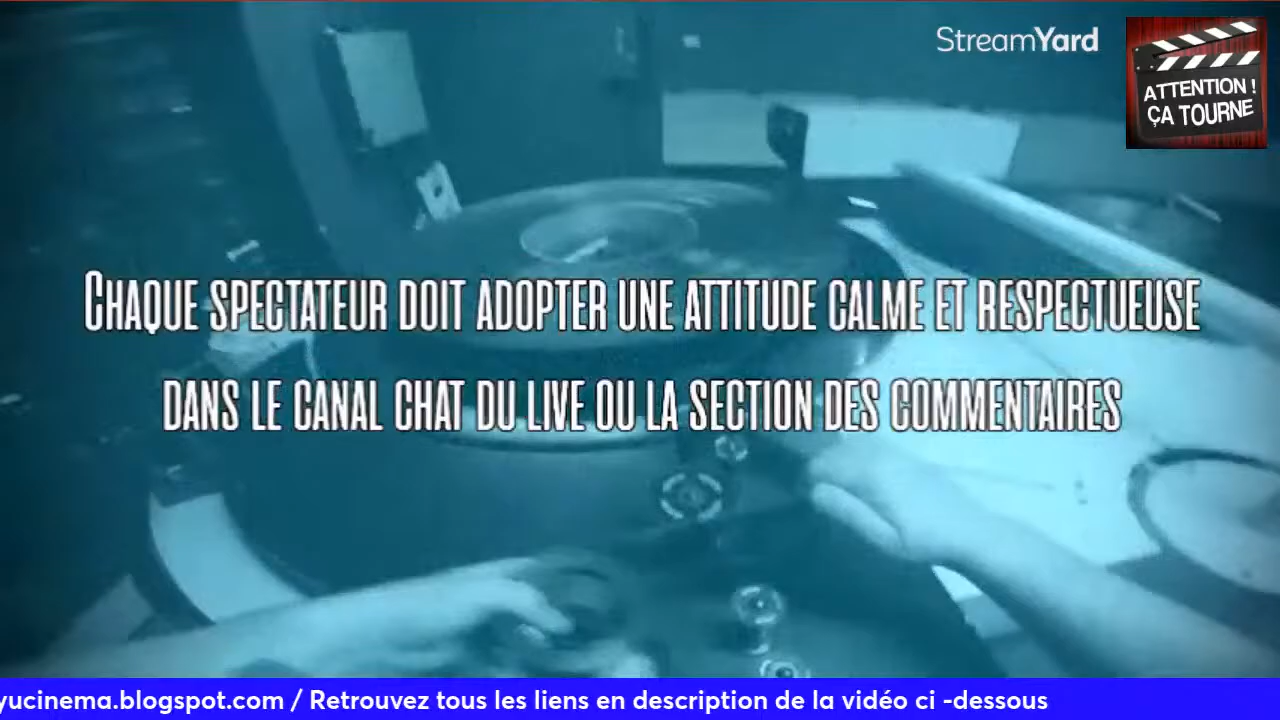 StreamYard
ATTENTION !
ÇA TOURNE
CHAQUE SPECTATEUR DOIT ADOPTER UNE ATTITUDE CALME ET RESPECTUEUSE
DANS LE CANAL CHAT DU LIVE OU LA SECTION DES COMMENTAIRES
yucinema.blogspot.com / Retrouvez tous les liens en description de la vidéo ci -dessous